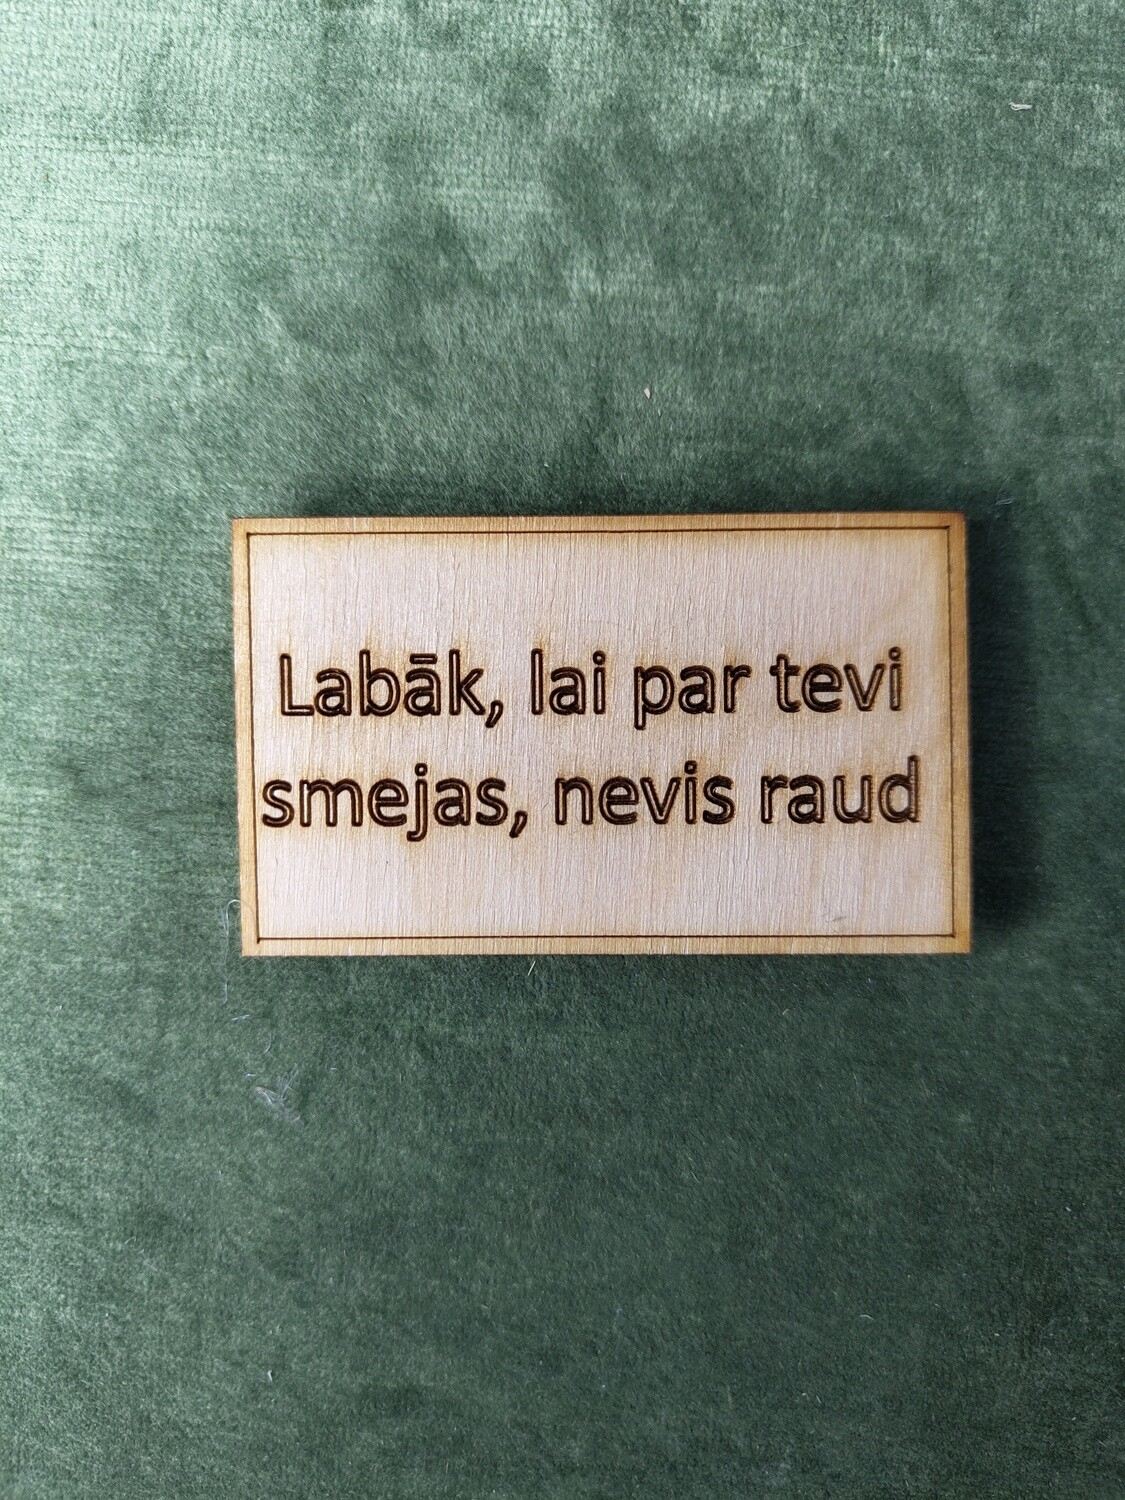 Labāk, lai par tevi
smejas, nevis raud